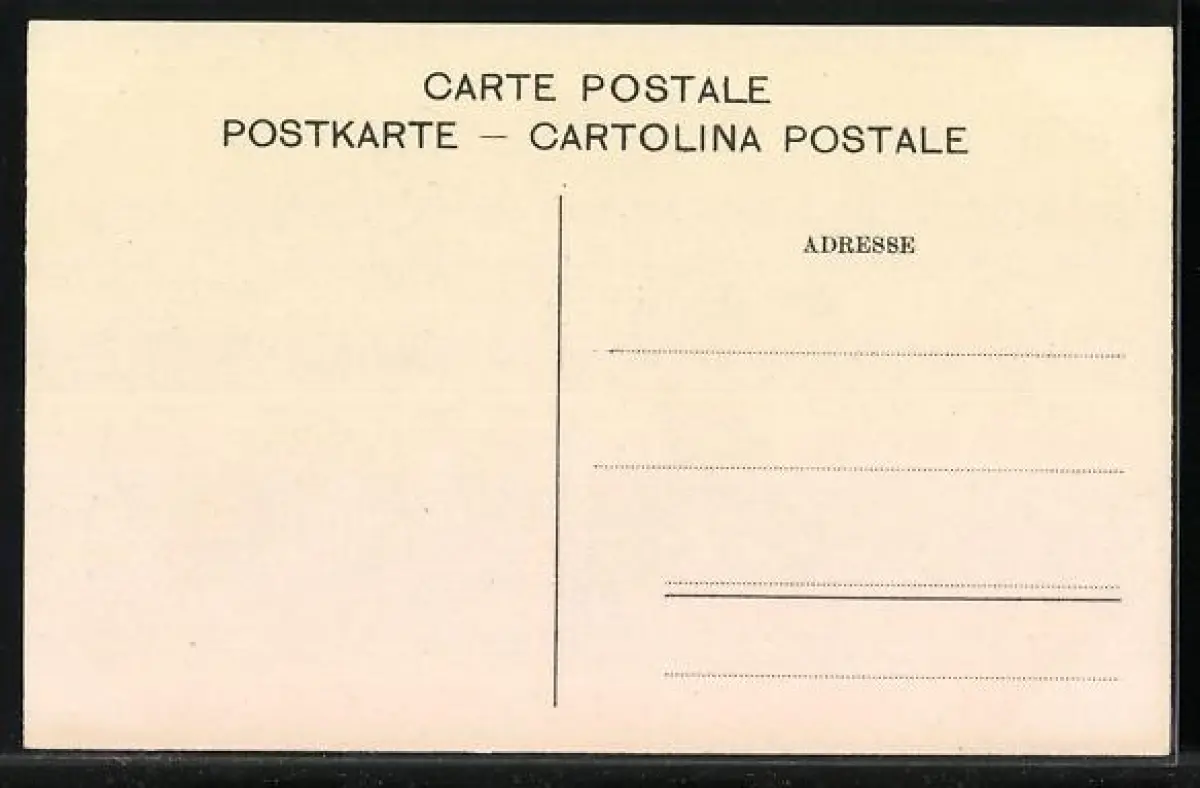 CARTE POSTALE
POSTKARTE — CARTOLINA POSTALE
ADRESSE